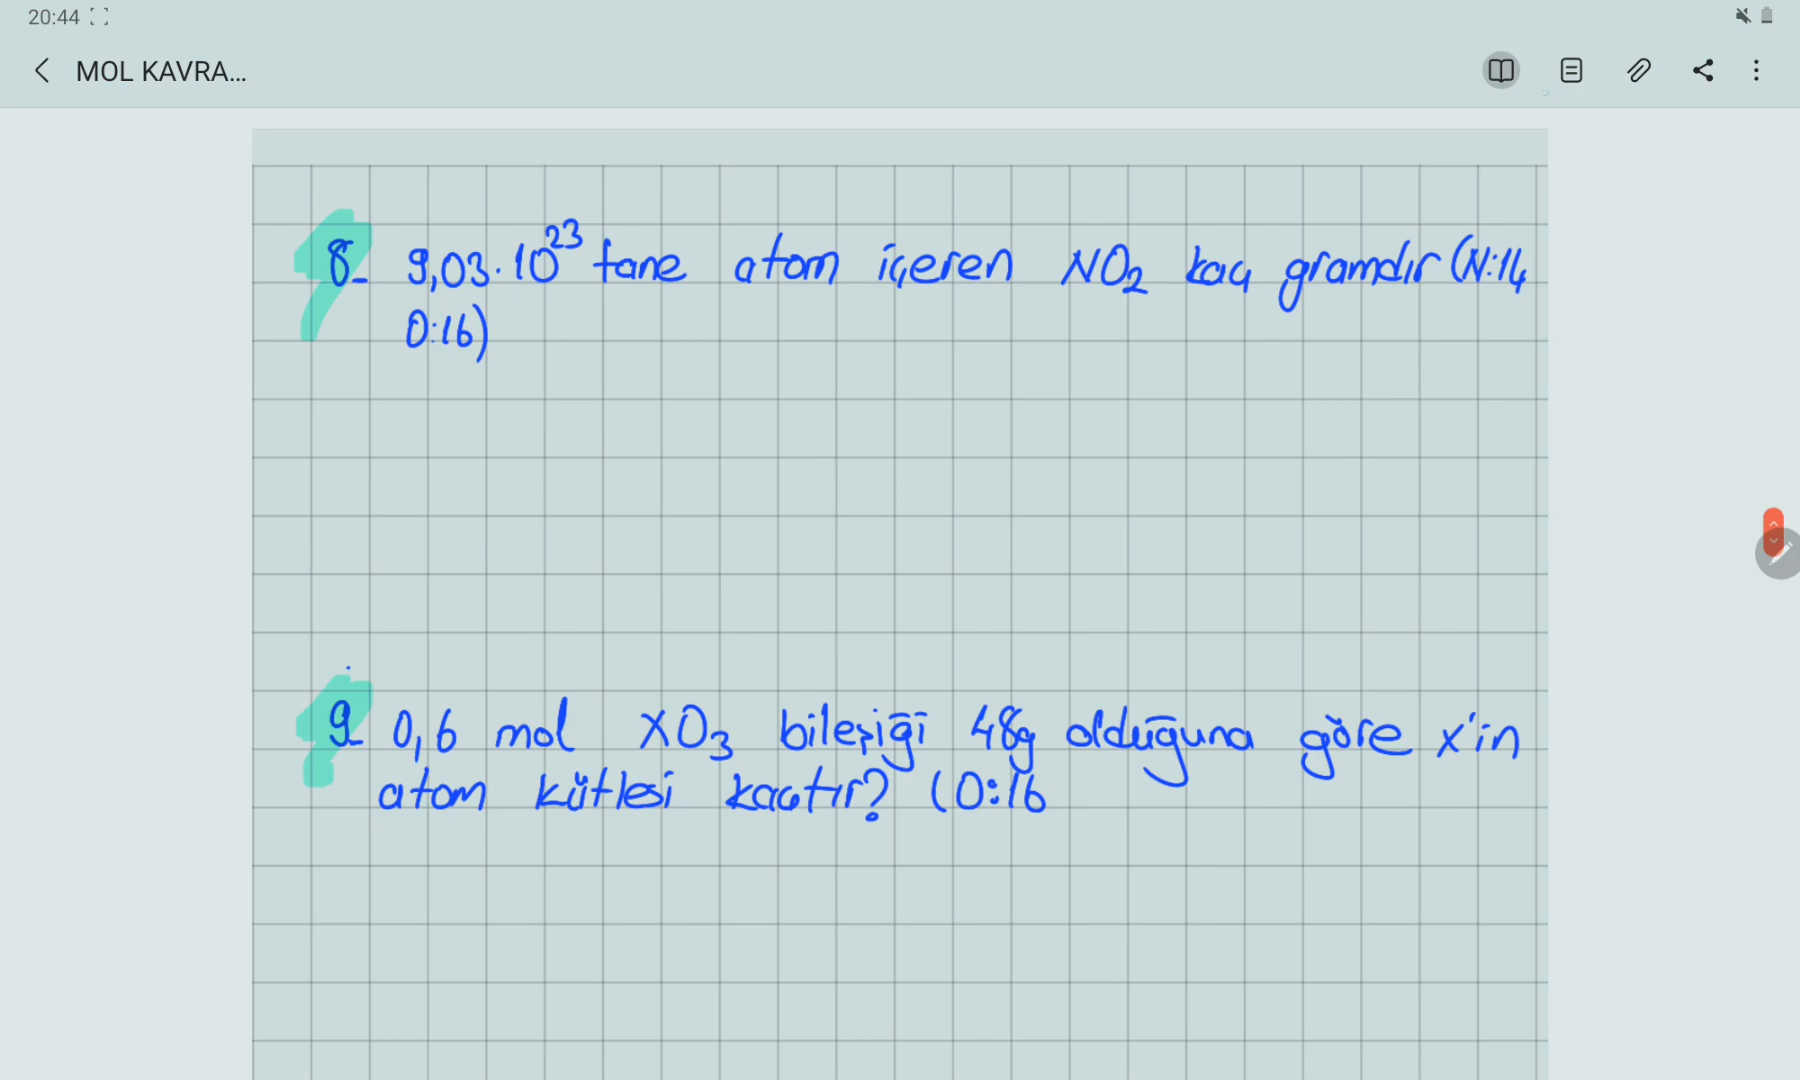 20:44
MOL KAVRA...
8- 9,03·10²³ tane atom içeren NO₂ kaç gramdır (N:14
O:16)
9- 0,6 mol XO₃ bileşiği 48g olduğuna göre x'in
atom kütlesi kaçtır? (O:16